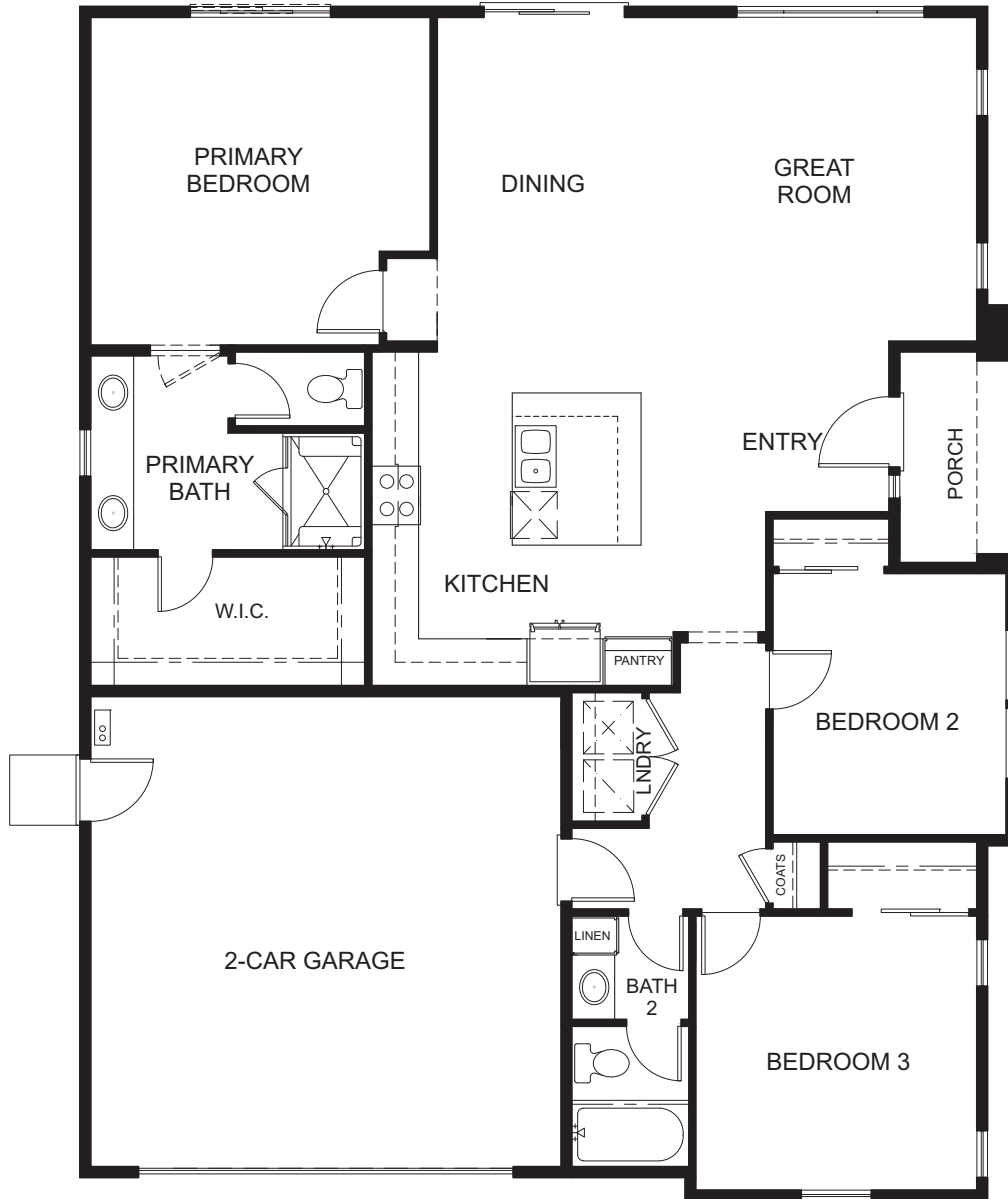 PRIMARY
BEDROOM
DINING
GREAT
ROOM
PRIMARY
BATH
ENTRY
PORCH
KITCHEN
W.I.C.
PANTRY
LNDRY
BEDROOM 2
COATS
2-CAR GARAGE
LINEN
BATH
2
BEDROOM 3